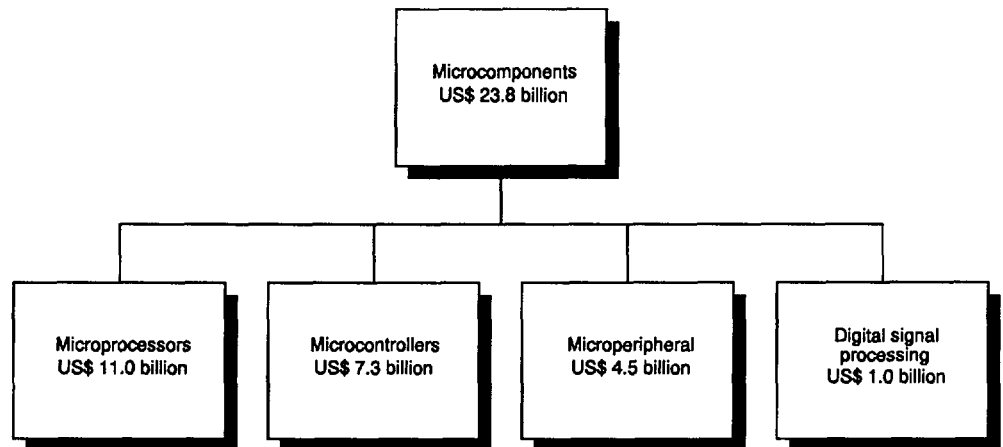 Microcomponents
US$ 23.8 billion
Microprocessors
US$ 11.0 billion
Microcontrollers
US$ 7.3 billion
Microperipheral
US$ 4.5 billion
Digital signal
processing
US$ 1.0 billion